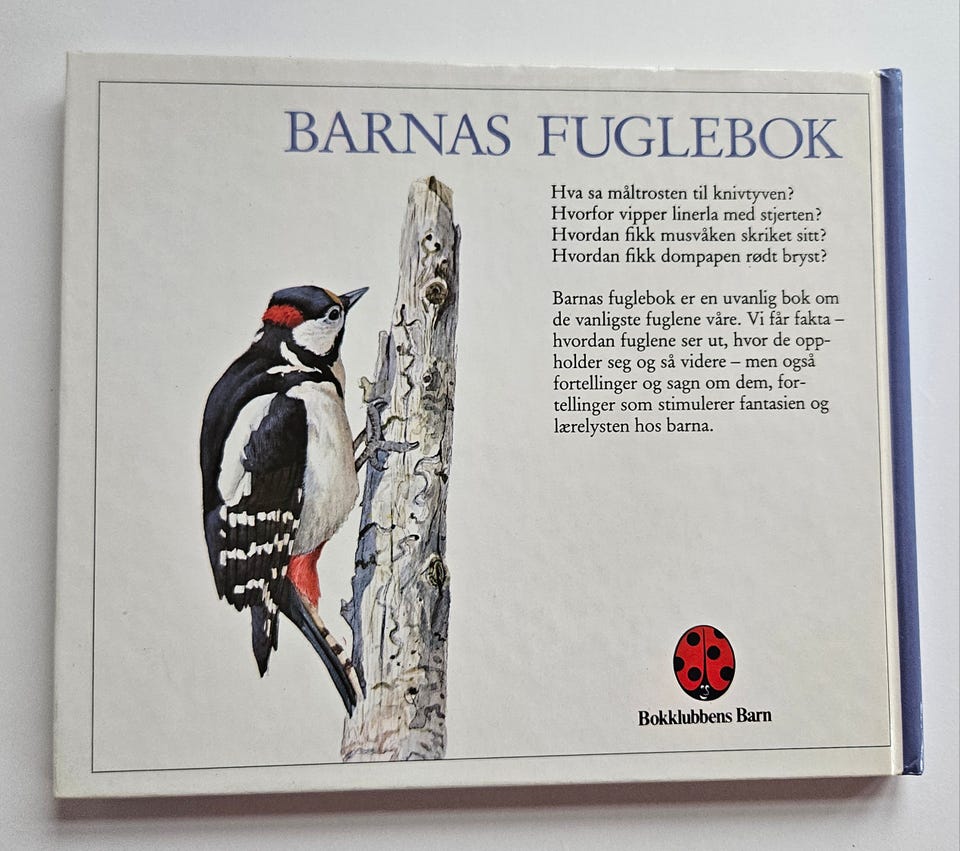 BARNAS FUGLEBOK
Hva sa måltrosten til knivtyven?
Hvorfor vipper linerla med stjerten?
Hvordan fikk musvåken skriket sitt?
Hvordan fikk dompapen rødt bryst?
Barnas fuglebok er en uvanlig bok om
de vanligste fuglene våre. Vi får fakta –
hvordan fuglene ser ut, hvor de opp-
holder seg og så videre – men også
fortellinger og sagn om dem, for-
tellinger som stimulerer fantasien og
lærelysten hos barna.
Bokklubbens Barn